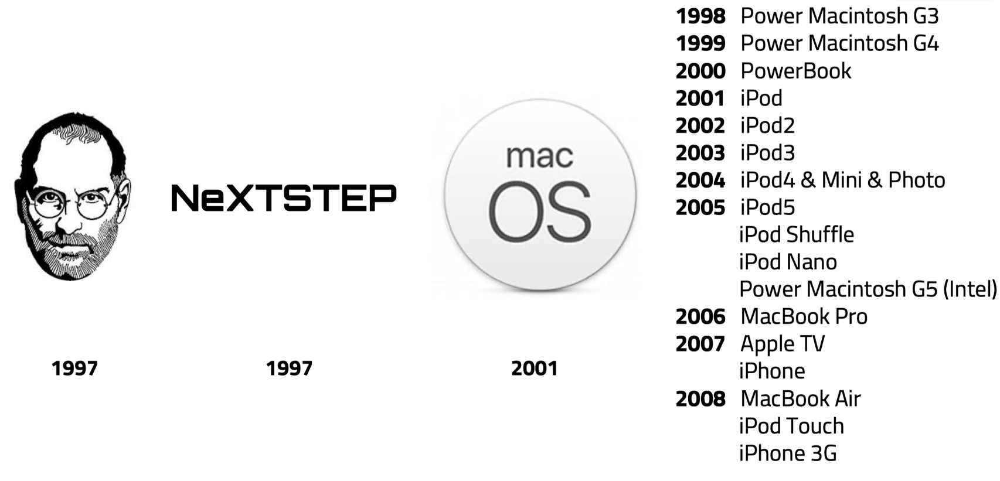 NeXTSTEP
mac
OS
1997
1997
2001
1998 Power Macintosh G3
1999 Power Macintosh G4
2000 PowerBook
2001 iPod
2002 iPod2
2003 iPod3
2004 iPod4 & Mini & Photo
2005 iPod5
iPod Shuffle
iPod Nano
Power Macintosh G5 (Intel)
2006 MacBook Pro
2007 Apple TV
iPhone
2008 MacBook Air
iPod Touch
iPhone 3G